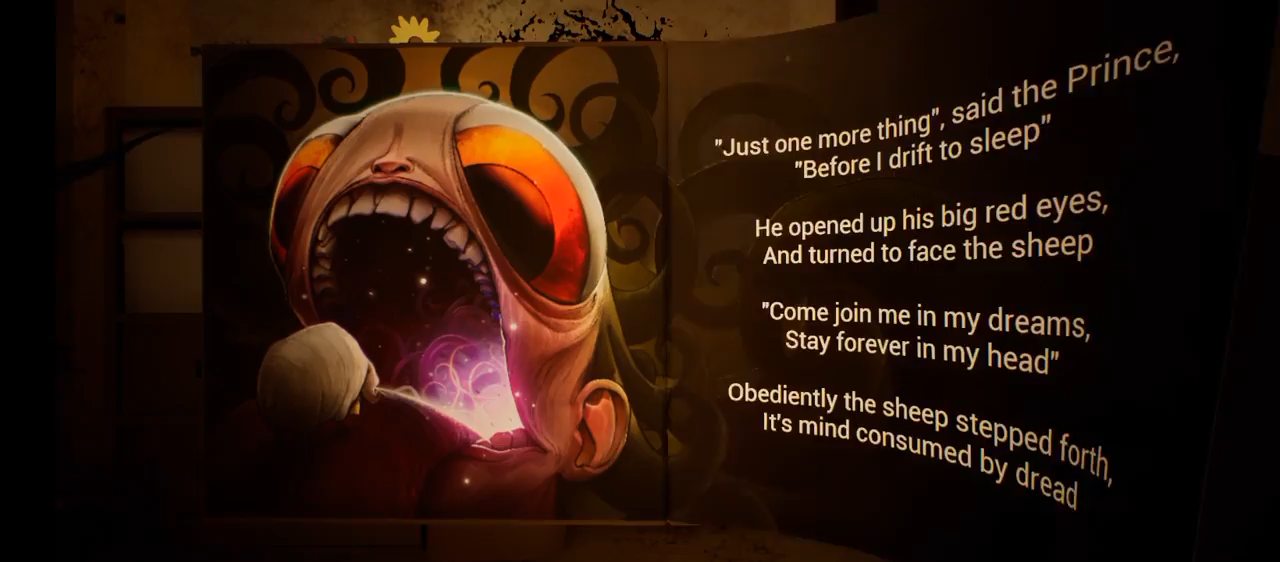 "Just one more thing", said the Prince,
"Before I drift to sleep"
He opened up his big red eyes,
And turned to face the sheep
"Come join me in my dreams,
Stay forever in my head"
Obediently the sheep stepped forth,
It's mind consumed by dread